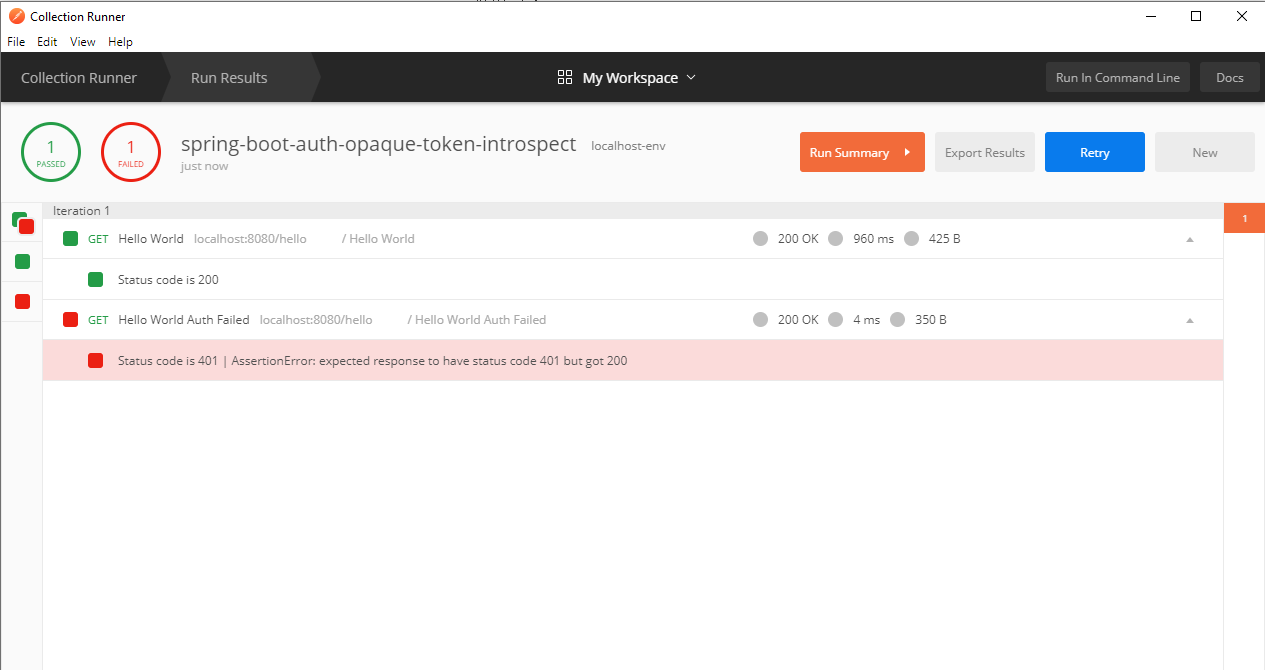 Collection Runner
File Edit View Help
Collection Runner Run Results My Workspace Run In Command Line Docs
1 PASSED
1 FAILED
spring-boot-auth-opaque-token-introspect localhost-env
just now
Run Summary Export Results Retry New
Iteration 1
1
GET Hello World localhost:8080/hello / Hello World 200 OK 960 ms 425 B
Status code is 200
GET Hello World Auth Failed localhost:8080/hello / Hello World Auth Failed 200 OK 4 ms 350 B
Status code is 401 | AssertionError: expected response to have status code 401 but got 200